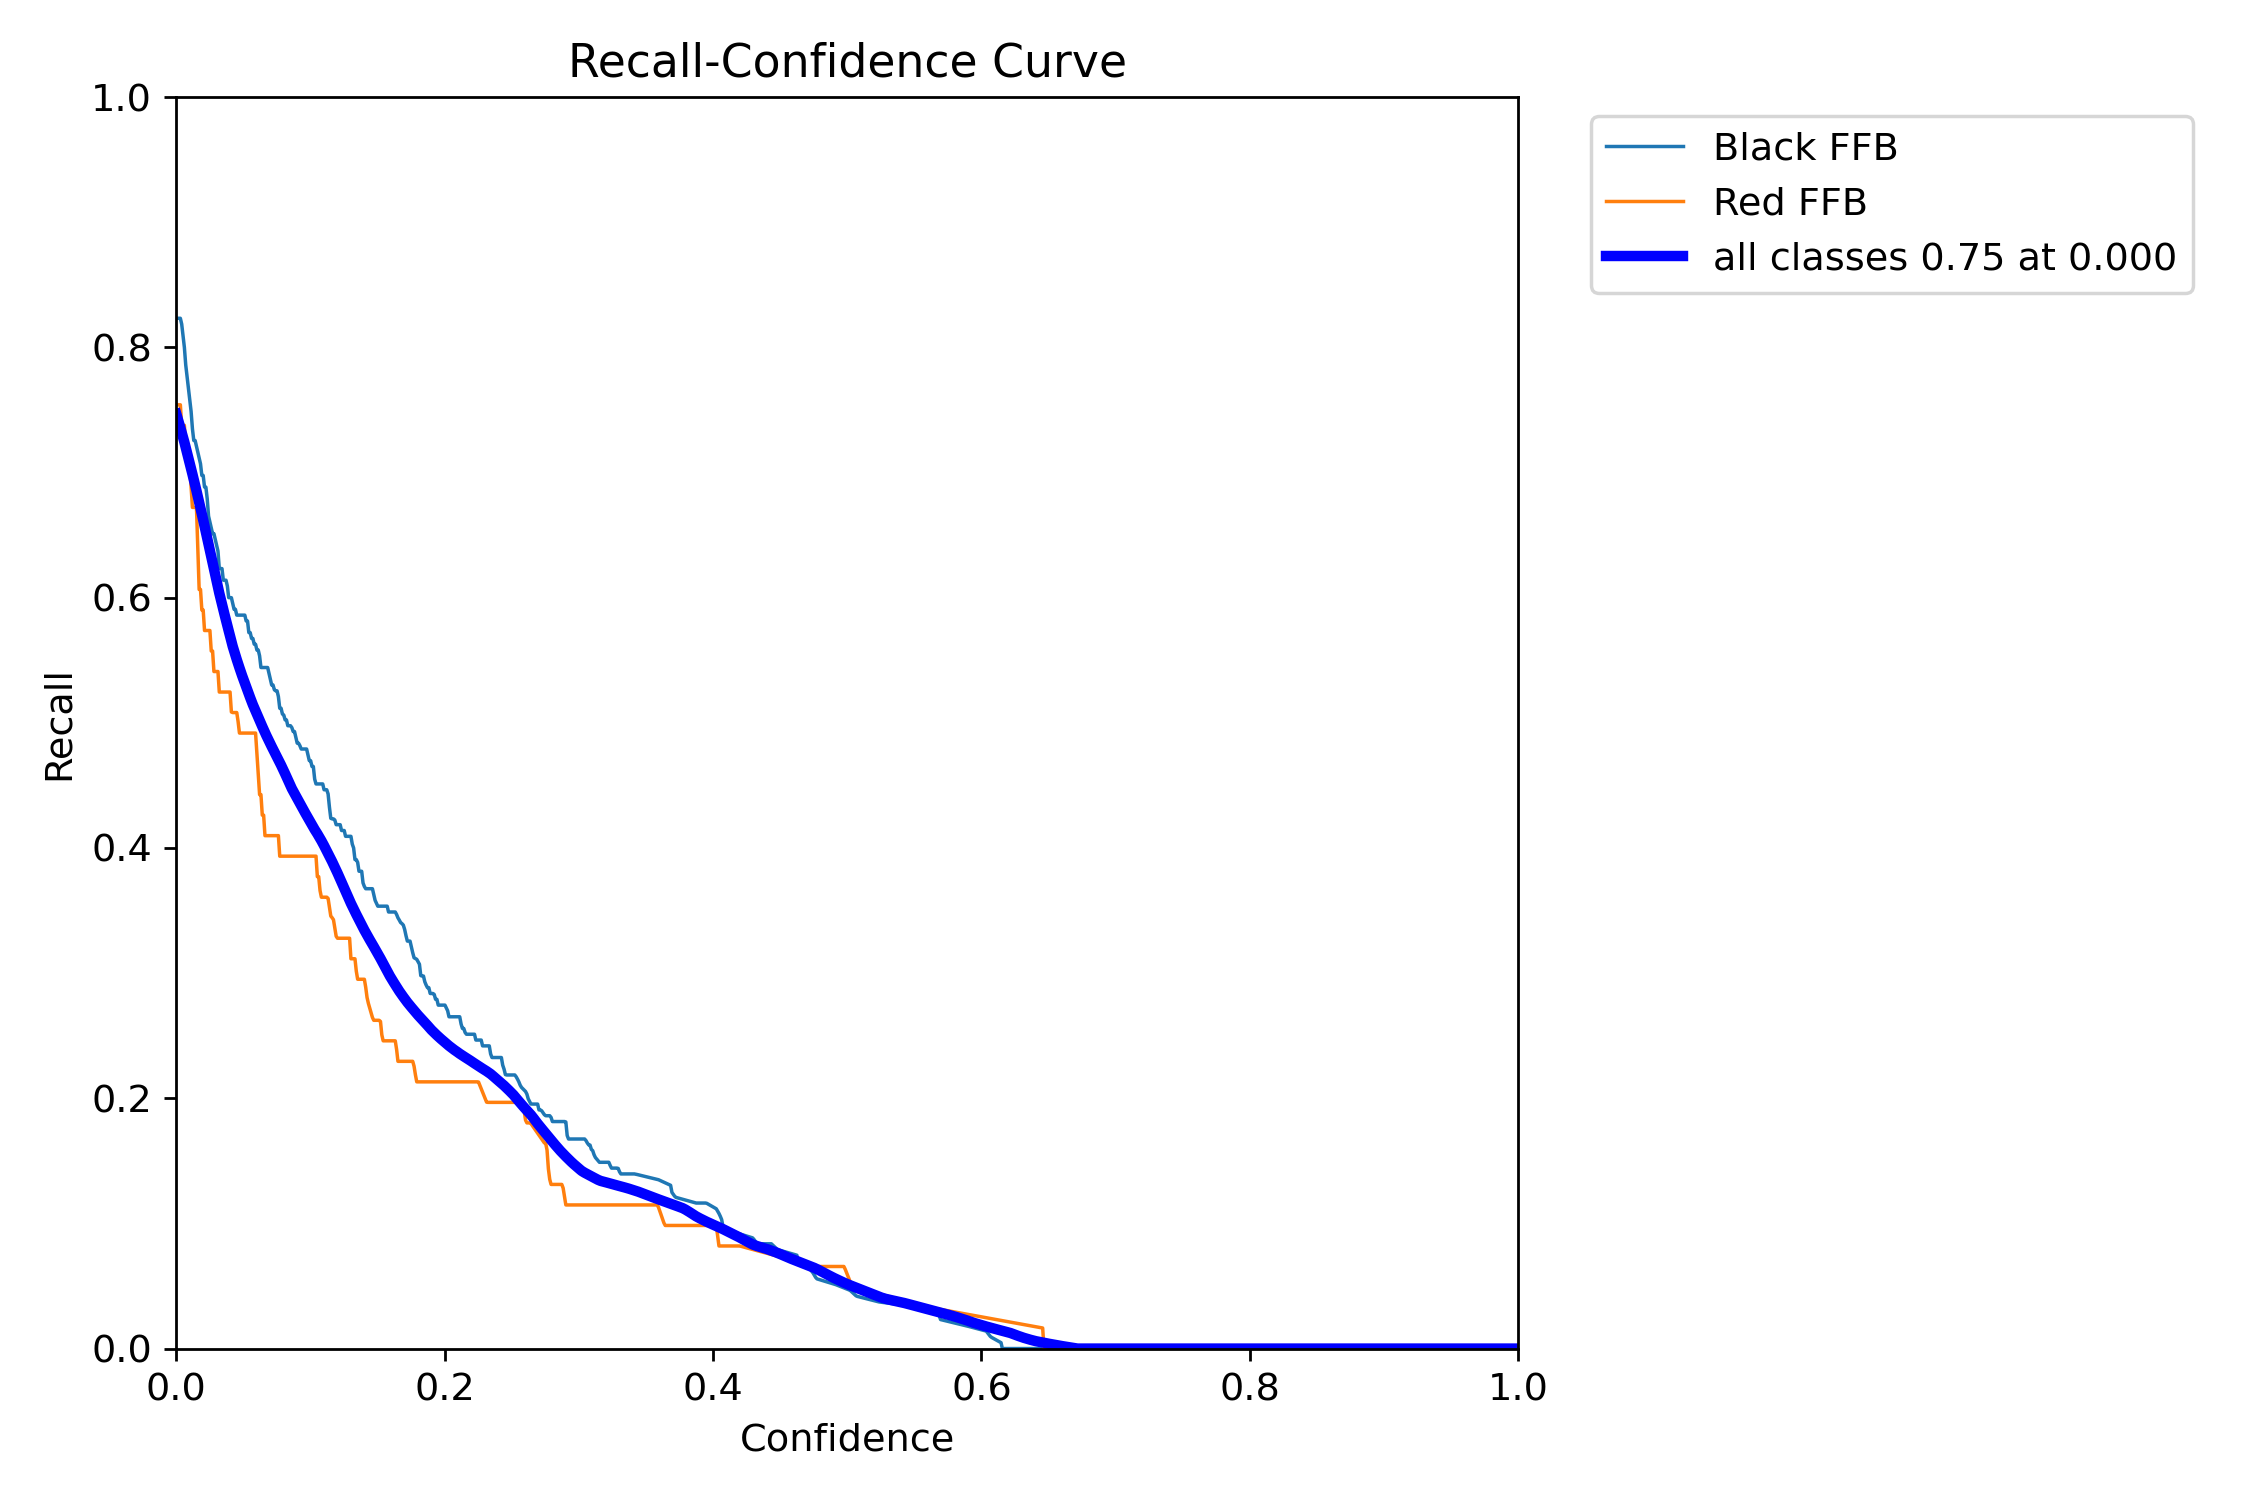 Recall-Confidence Curve
1.0
0.8
0.6
0.4
0.2
0.0
Recall
0.0 0.2 0.4 0.6 0.8 1.0
Confidence
Black FFB
Red FFB
all classes 0.75 at 0.000